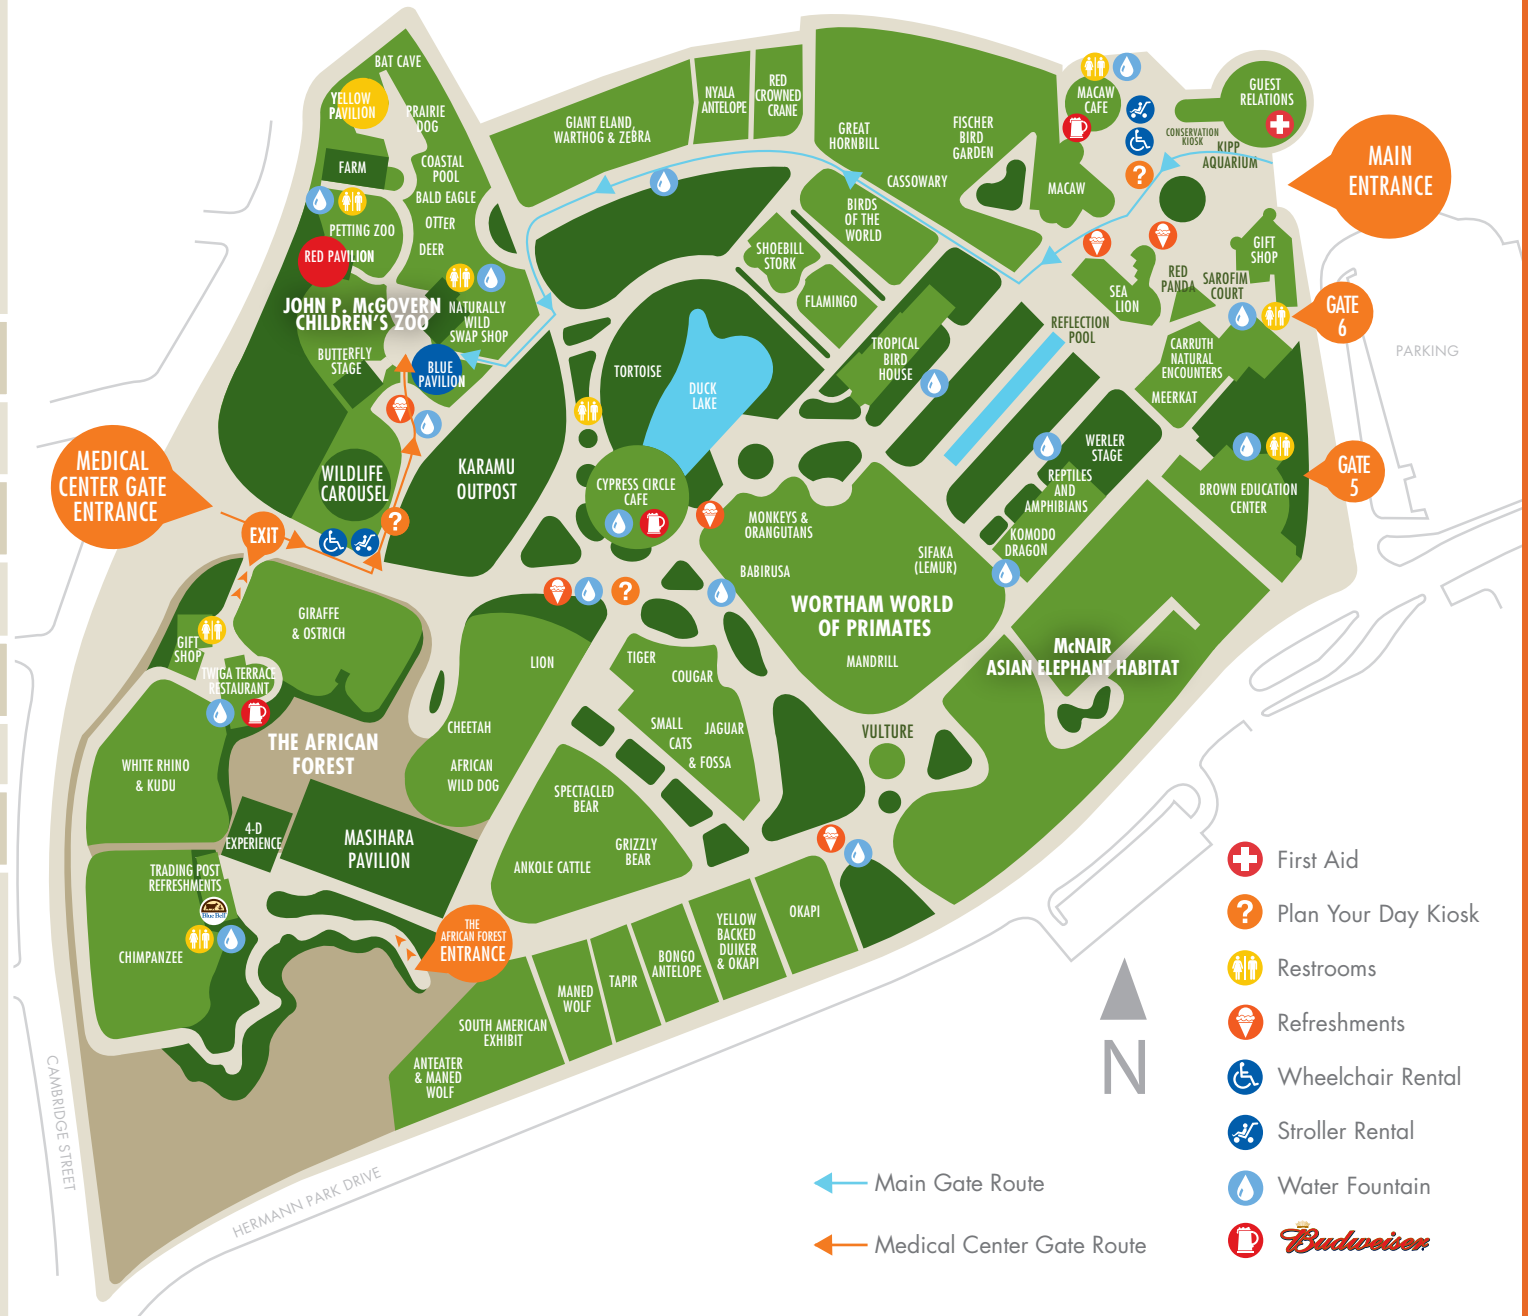 BAT CAVE
YELLOW
PAVILION
PRAIRIE
DOG
FARM
COASTAL
POOL
BALD EAGLE
OTTER
PETTING ZOO
DEER
RED PAVILION
JOHN P. McGOVERN
CHILDREN'S ZOO
NATURALLY
WILD
SWAP SHOP
BUTTERFLY
STAGE
BLUE
PAVILION
GIANT ELAND,
WARTHOG & ZEBRA
NYALA
ANTELOPE
RED
CROWNED
CRANE
GREAT
HORNBILL
FISCHER
BIRD
GARDEN
CASSOWARY
BIRDS
OF THE
WORLD
SHOEBILL
STORK
FLAMINGO
MACAW
CAFE
MACAW
GUEST
RELATIONS
CONSERVATION
KIOSK
KIPP
AQUARIUM
MAIN
ENTRANCE
GIFT
SHOP
RED
PANDA
SAROFIM
COURT
SEA
LION
GATE
6
PARKING
REFLECTION
POOL
CARRUTH
NATURAL
ENCOUNTERS
MEERKAT
TROPICAL
BIRD
HOUSE
TORTOISE
DUCK
LAKE
WERLER
STAGE
REPTILES
AND
AMPHIBIANS
KOMODO
DRAGON
BROWN EDUCATION
CENTER
GATE
5
MEDICAL
CENTER GATE
ENTRANCE
EXIT
WILDLIFE
CAROUSEL
KARAMU
OUTPOST
CYPRESS CIRCLE
CAFE
MONKEYS &
ORANGUTANS
SIFAKA
(LEMUR)
BABIRUSA
WORTHAM WORLD
OF PRIMATES
MANDRILL
McNAIR
ASIAN ELEPHANT HABITAT
GIRAFFE
& OSTRICH
GIFT
SHOP
TWIGA TERRACE
RESTAURANT
LION
TIGER
COUGAR
SMALL
CATS
JAGUAR
& FOSSA
VULTURE
CHEETAH
AFRICAN
WILD DOG
THE AFRICAN
FOREST
WHITE RHINO
& KUDU
4-D
EXPERIENCE
MASIHARA
PAVILION
SPECTACLED
BEAR
GRIZZLY
BEAR
ANKOLE CATTLE
TRADING POST
REFRESHMENTS
Blue Bell
CHIMPANZEE
THE
AFRICAN FOREST
ENTRANCE
OKAPI
YELLOW
BACKED
DUIKER
& OKAPI
BONGO
ANTELOPE
TAPIR
MANED
WOLF
SOUTH AMERICAN
EXHIBIT
ANTEATER
& MANED
WOLF
CAMBRIDGE STREET
HERMANN PARK DRIVE
N
Main Gate Route
Medical Center Gate Route
First Aid
? Plan Your Day Kiosk
Restrooms
Refreshments
Wheelchair Rental
Stroller Rental
Water Fountain
Budweiser